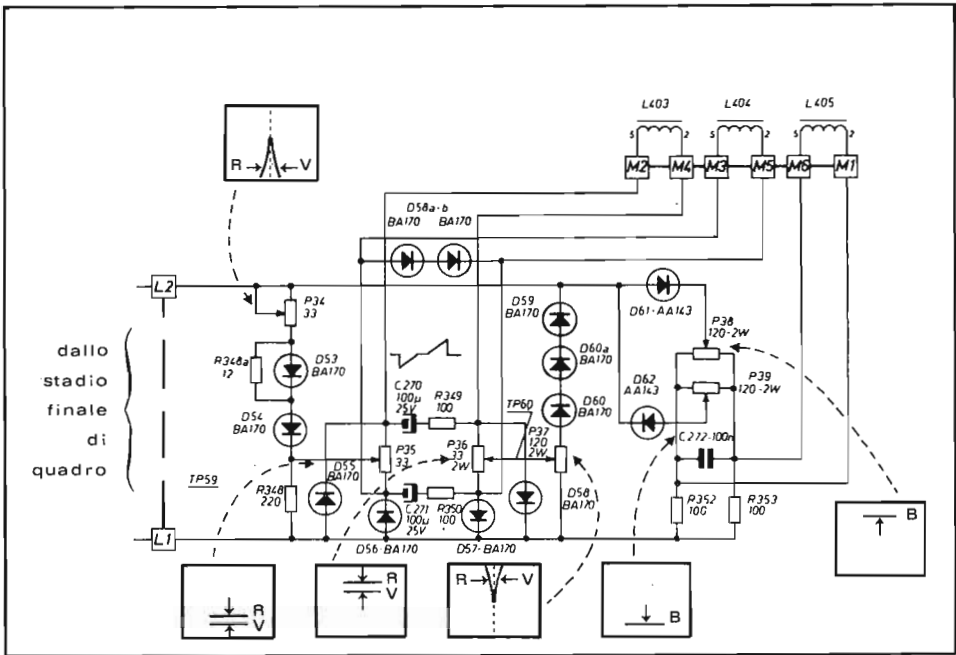 L403 L404 L405
5 2 5 2 5 2
M2 M4 M3 M5 M6 M1
R V
D58a-b
BA170 BA170
L2
P34
33
D59
BA170
D61-AA143
P38
120-2W
dallo
stadio
finale
di
quadro
R348a
12
D53
BA170
D60a
BA170
D62
AA143
P39
120-2W
D54
BA170
C270
100µ
25V
R349
100
TP60
D60
BA170
P35
33
P36
33
2W
P37
120
2W
C272-100n
TP59
D55
BA170
R348
220
C271
100µ
25V
R350
100
D58
BA170
R352
100
R353
100
L1
D56-BA170
D57-BA170
B
R
V
R
V
R V
B